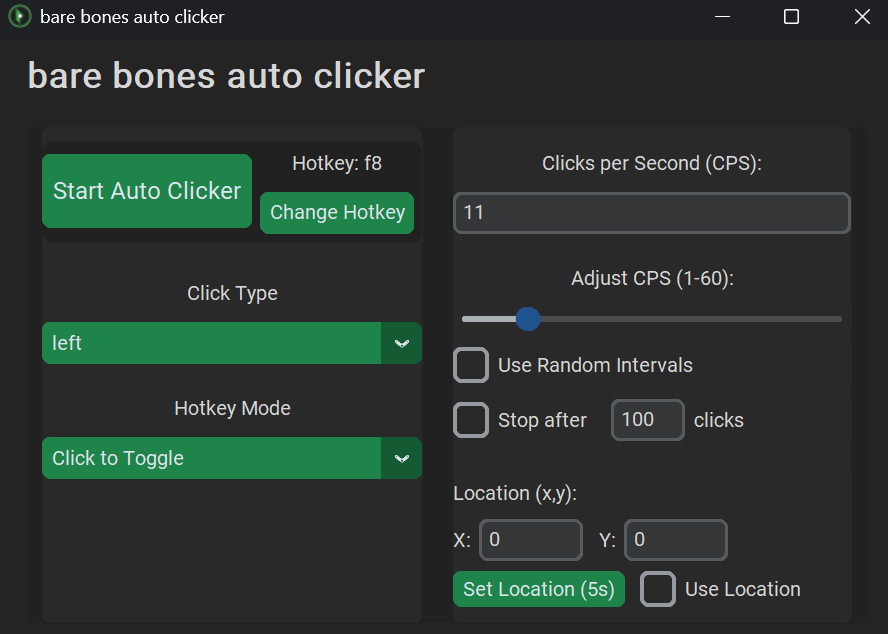 bare bones auto clicker
bare bones auto clicker
Start Auto Clicker
Hotkey: f8
Change Hotkey
Click Type
left
Hotkey Mode
Click to Toggle
Clicks per Second (CPS):
11
Adjust CPS (1-60):
Use Random Intervals
Stop after 100 clicks
Location (x,y):
X: 0 Y: 0
Set Location (5s) Use Location